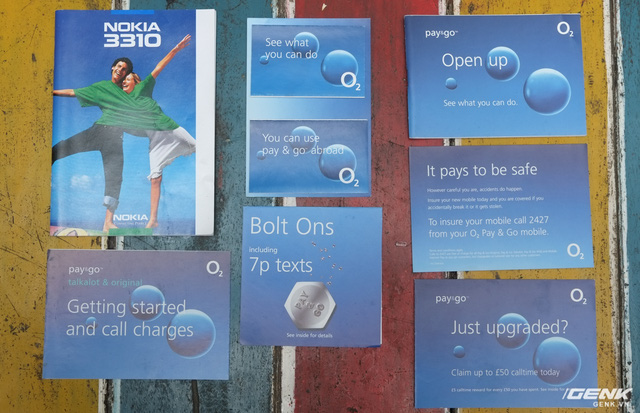 NOKIA
3310
NOKIA
See what
you can do
O2
You can use
pay & go abroad
O2
pay&go™
O2
Open up
See what you can do.
Bolt Ons
including
7p texts
PAY
GO
See inside for details
It pays to be safe
However careful you are, accidents do happen.
Insure your new mobile today and you are covered if you
accidentally break it or it gets stolen.
To insure your mobile call 2427
from your O2 Pay & Go mobile.
O2
pay&go™
O2
talkalot & original
Getting started
and call charges
pay&go™
O2
Just upgraded?
Claim up to £50 calltime today
GENK
GENK.VN